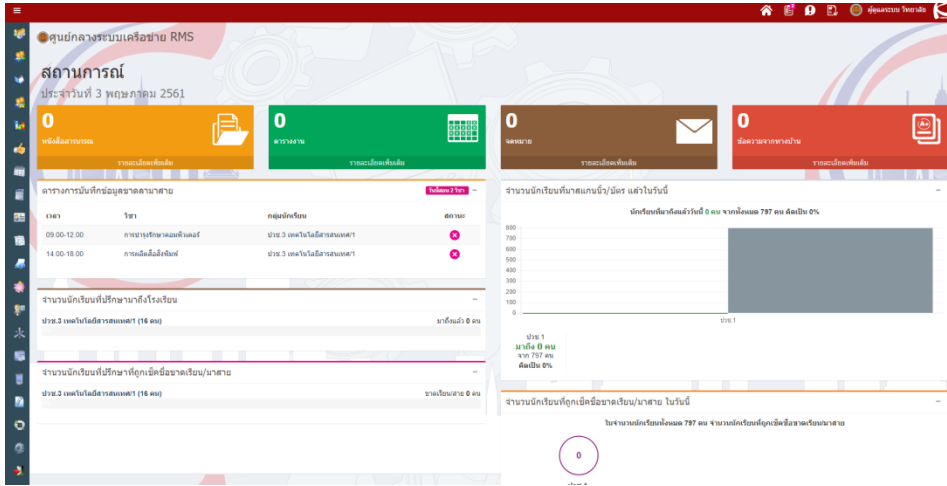 ผู้ดูแลระบบ วิทยาลัย
ศูนย์กลางระบบเครือข่าย RMS
สถานการณ์
ประจำวันที่ 3 พฤษภาคม 2561
0
หนังสือสารบรรณ
รายละเอียดเพิ่มเติม
0
ตารางงาน
รายละเอียดเพิ่มเติม
0
จดหมาย
รายละเอียดเพิ่มเติม
0
ข้อความจากทางบ้าน
รายละเอียดเพิ่มเติม
ตารางการบันทึกข้อมูลขาดลามาสาย
วันนี้สอน 2 วิชา
เวลา วิชา กลุ่มนักเรียน สถานะ
09.00-12.00 การบำรุงรักษาคอมพิวเตอร์ ปวช.3 เทคโนโลยีสารสนเทศ/1
14.00-18.00 การผลิตสื่อสิ่งพิมพ์ ปวช.3 เทคโนโลยีสารสนเทศ/1
จำนวนนักเรียนที่ปรึกษามาถึงโรงเรียน
ปวช.3 เทคโนโลยีสารสนเทศ/1 (16 คน) มาถึงแล้ว 0 คน
จำนวนนักเรียนที่ปรึกษาที่ถูกเช็คชื่อขาดเรียน/มาสาย
ปวช.3 เทคโนโลยีสารสนเทศ/1 (16 คน) ขาดเรียน/สาย 0 คน
จำนวนนักเรียนที่มาสแกนนิ้ว/บัตร แล้วในวันนี้
นักเรียนที่มาถึงแล้ววันนี้ 0 คน จากทั้งหมด 797 คน คิดเป็น 0%
800
700
600
500
400
300
200
100
0
ปวช.1
ปวช.1
มาถึง 0 คน
จาก 797 คน
คิดเป็น 0%
จำนวนนักเรียนที่ถูกเช็คชื่อขาดเรียน/มาสาย ในวันนี้
ในจำนวนนักเรียนทั้งหมด 797 คน จำนวนนักเรียนที่ถูกเช็คชื่อขาดเรียน/มาสาย
0